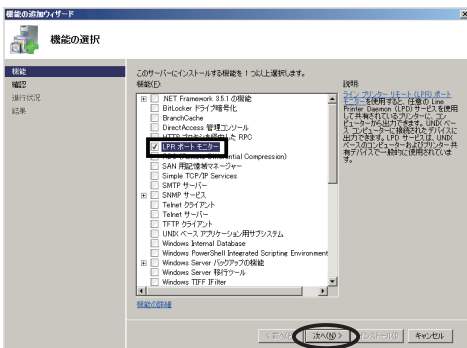 機能の追加ウィザード
機能の選択
機能
確認
進行状況
結果
このサーバーにインストールする機能を 1 つ以上選択します。
機能(F):
.NET Framework 3.5.1 の機能
BitLocker ドライブ暗号化
BranchCache
DirectAccess 管理コンソール
HTTP プロキシを経由した RPC
LPR ポート モニター
RDC (Remote Differential Compression)
SAN 用記憶域マネージャー
Simple TCP/IP Services
SMTP サーバー
SNMP サービス
Telnet クライアント
Telnet サーバー
TFTP クライアント
UNIX ベース アプリケーション用サブシステム
Windows Internal Database
Windows PowerShell Integrated Scripting Environment
Windows Server バックアップの機能
Windows Server 移行ツール
Windows TIFF IFilter
機能の詳細
説明:
ライン プリンター リモート (LPR) ポート
モニターを使用すると、任意の Line
Printer Daemon (LPD) サービスを使用
して共有されているプリンターに、コン
ピューターから出力できます。UNIX ベー
ス コンピューターに接続されたデバイスに
出力できます。LPD サービスは、UNIX
ベースのコンピューターおよびプリンター共
有デバイスで一般的に使用されていま
す。
< 前へ(P)
次へ(N) >
インストール(I)
キャンセル